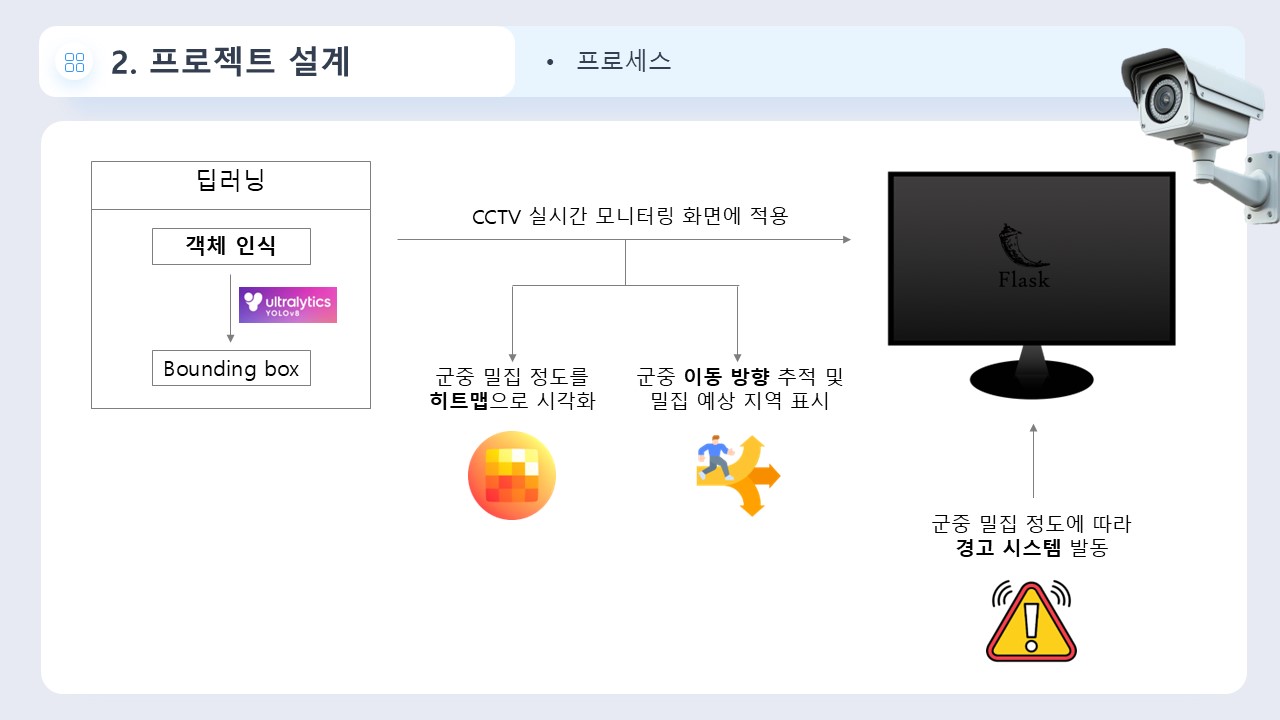 2. 프로젝트 설계
• 프로세스
딥러닝
객체 인식
ultralytics
YOLOv8
Bounding box
CCTV 실시간 모니터링 화면에 적용
군중 밀집 정도를
히트맵으로 시각화
군중 이동 방향 추적 및
밀집 예상 지역 표시
Flask
군중 밀집 정도에 따라
경고 시스템 발동